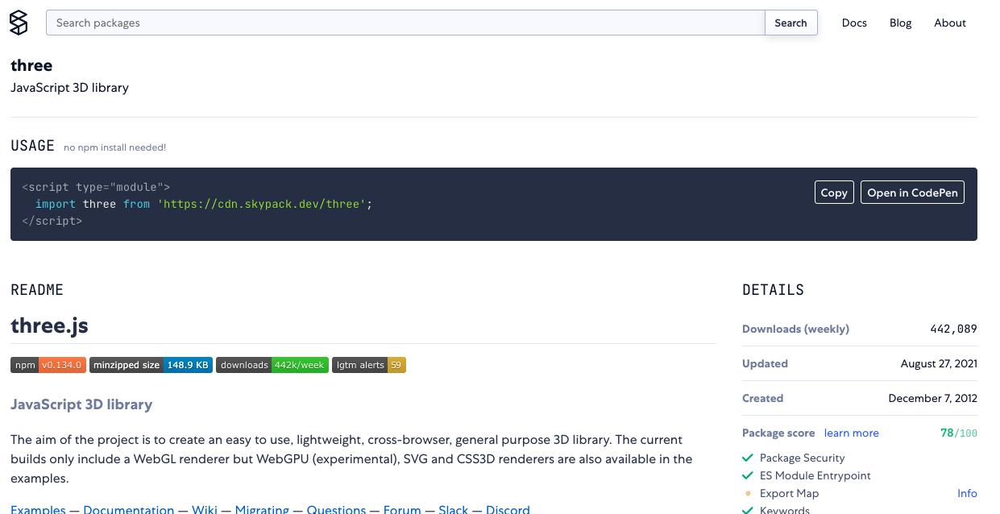 Search packages
Search
Docs
Blog
About
three
JavaScript 3D library
USAGE no npm install needed!
<script type="module">
  import three from 'https://cdn.skypack.dev/three';
</script>
Copy
Open in CodePen
README
three.js
npm v0.134.0 minzipped size 148.9 KB downloads 442k/week lgtm alerts 59
JavaScript 3D library
The aim of the project is to create an easy to use, lightweight, cross-browser, general purpose 3D library. The current
builds only include a WebGL renderer but WebGPU (experimental), SVG and CSS3D renderers are also available in the
examples.
Examples — Documentation — Wiki — Migrating — Questions — Forum — Slack — Discord
DETAILS
Downloads (weekly) 442,089
Updated August 27, 2021
Created December 7, 2012
Package score learn more 78/100
Package Security
ES Module Entrypoint
Export Map Info
Keywords